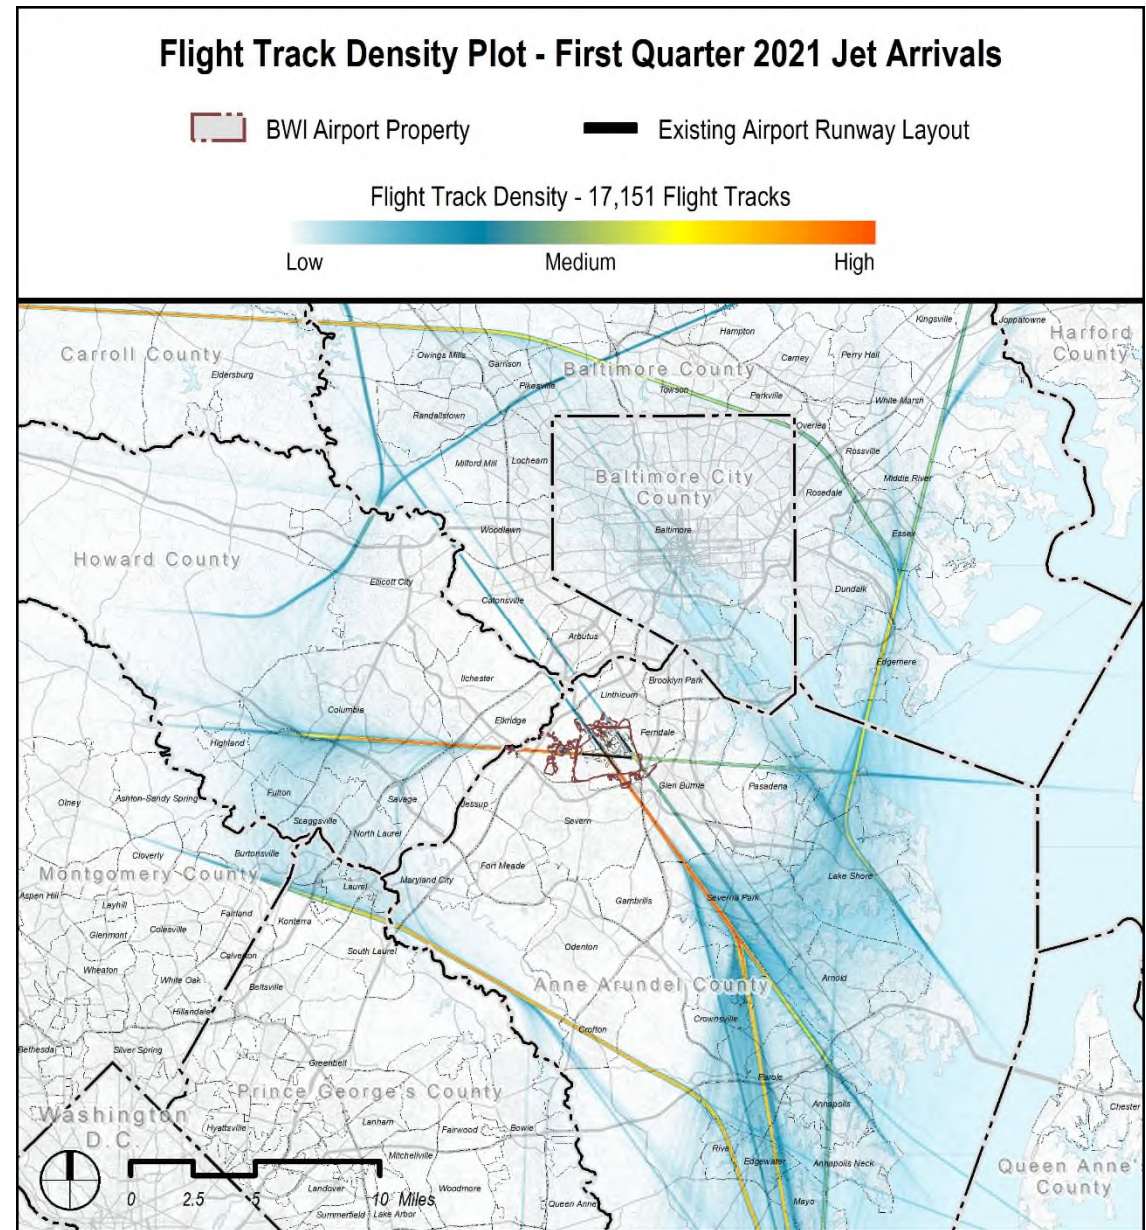 Flight Track Density Plot - First Quarter 2021 Jet Arrivals
BWI Airport Property
Existing Airport Runway Layout
Flight Track Density - 17,151 Flight Tracks
Low
Medium
High
Kingsville
Joppatowne
Hampton
Harford
County
Carroll County
Owings Mills
Garrison
Carney
Perry Hall
Eldersburg
Pikesville
Baltimore County
Towson
Parkville
White Marsh
Randallstown
Overlea
Rossville
Milford Mill
Lochearn
Baltimore City
County
Middle River
Rosedale
Woodlawn
Baltimore
Essex
Howard County
Ellicott City
Dundalk
Catonsville
Arbutus
Edgemere
Ilchester
Brooklyn Park
Linthicum
Columbia
Elkridge
Highland
Ferndale
Fulton
Glen Burnie
Pasadena
Olney
Ashton-Sandy Spring
Savage
Jessup
Scaggsville
Severn
North Laurel
Cloverly
Burtonsville
Fort Meade
Montgomery County
Laurel
Maryland City
Lake Shore
Aspen Hill
Severna Park
Layhill
Fairland
Gambrills
Konterra
Glenmont
Colesville
South Laurel
Odenton
Calverton
Wheaton
White Oak
Beltsville
Anne Arundel County
Arnold
Hillandale
Crownsville
Crofton
Bethesda
Silver Spring
Greenbelt
Parole
Prince George's County
Annapolis
Washington
D.C.
Chester
Hyattsville
Lanham
Fairwood
Bowie
Riva
Mitchellville
Edgewater
Annapolis Neck
Queen Anne'
County
Landover
Woodmore
Queen Anne
Mayo
0
2.5
5
10 Miles
Summerfield
Lake Arbor